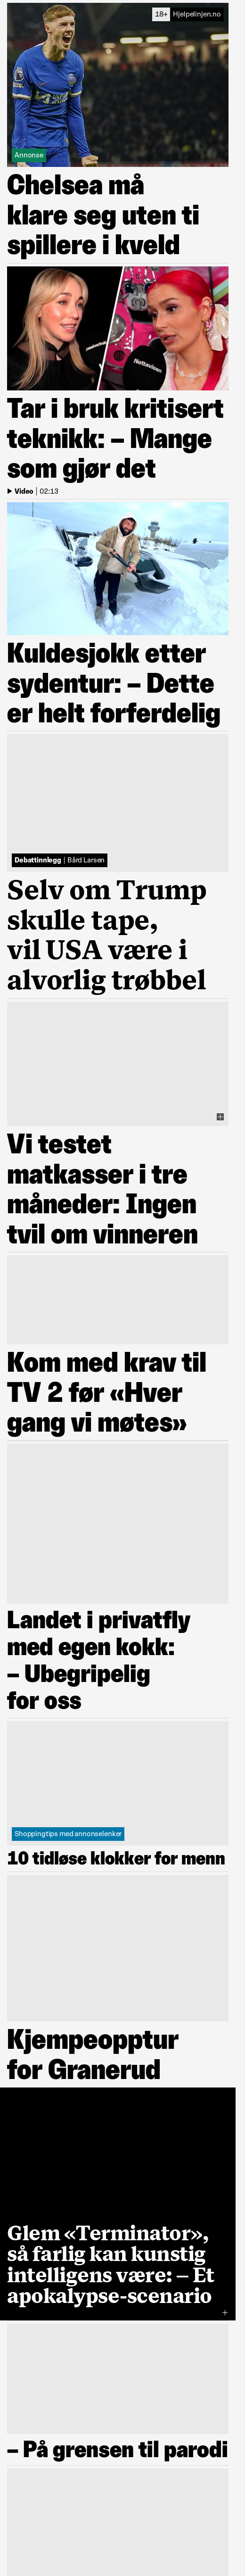 18+ Hjelpelinjen.no
Annonse
Chelsea må
klare seg uten ti
spillere i kveld
Nettavisen
Tar i bruk kritisert
teknikk: – Mange
som gjør det
Video | 02:13
Kuldesjokk etter
sydentur: – Dette
er helt forferdelig
Debattinnlegg | Bård Larsen
Selv om Trump
skulle tape,
vil USA være i
alvorlig trøbbel
Vi testet
matkasser i tre
måneder: Ingen
tvil om vinneren
Kom med krav til
TV 2 før «Hver
gang vi møtes»
Landet i privatfly
med egen kokk:
– Ubegripelig
for oss
Shoppingtips med annonselenker
10 tidløse klokker for menn
Kjempeopptur
for Granerud
Glem «Terminator»,
så farlig kan kunstig
intelligens være: – Et
apokalypse-scenario
+
– På grensen til parodi